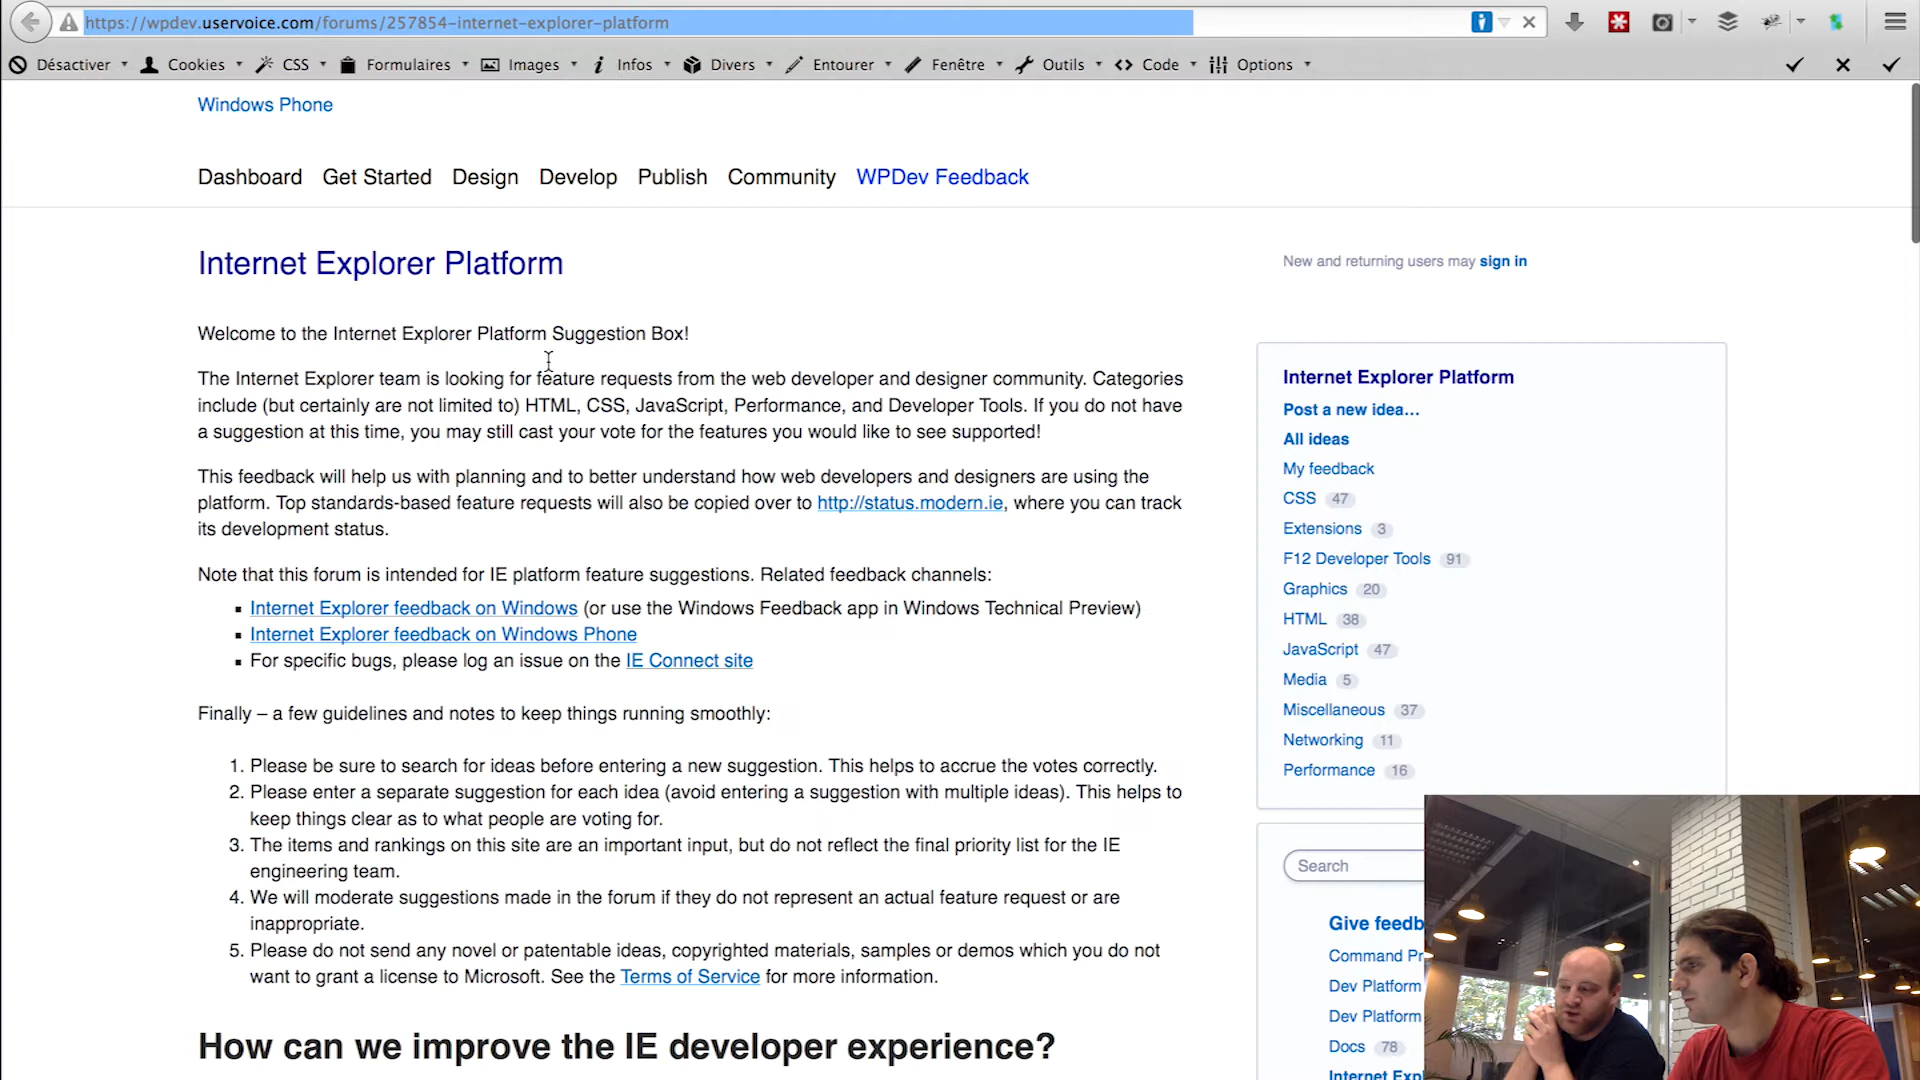 https://wpdev.uservoice.com/forums/257854-internet-explorer-platform
Désactiver Cookies CSS Formulaires Images Infos Divers Entourer Fenêtre Outils Code Options
Windows Phone
Dashboard Get Started Design Develop Publish Community WPDev Feedback
Internet Explorer Platform
New and returning users may sign in
Welcome to the Internet Explorer Platform Suggestion Box!
The Internet Explorer team is looking for feature requests from the web developer and designer community. Categories
include (but certainly are not limited to) HTML, CSS, JavaScript, Performance, and Developer Tools. If you do not have
a suggestion at this time, you may still cast your vote for the features you would like to see supported!
This feedback will help us with planning and to better understand how web developers and designers are using the
platform. Top standards-based feature requests will also be copied over to http://status.modern.ie, where you can track
its development status.
Note that this forum is intended for IE platform feature suggestions. Related feedback channels:
Internet Explorer feedback on Windows (or use the Windows Feedback app in Windows Technical Preview)
Internet Explorer feedback on Windows Phone
For specific bugs, please log an issue on the IE Connect site
Finally – a few guidelines and notes to keep things running smoothly:
1. Please be sure to search for ideas before entering a new suggestion. This helps to accrue the votes correctly.
2. Please enter a separate suggestion for each idea (avoid entering a suggestion with multiple ideas). This helps to
keep things clear as to what people are voting for.
3. The items and rankings on this site are an important input, but do not reflect the final priority list for the IE
engineering team.
4. We will moderate suggestions made in the forum if they do not represent an actual feature request or are
inappropriate.
5. Please do not send any novel or patentable ideas, copyrighted materials, samples or demos which you do not
want to grant a license to Microsoft. See the Terms of Service for more information.
How can we improve the IE developer experience?
Internet Explorer Platform
Post a new idea…
All ideas
My feedback
CSS 47
Extensions 3
F12 Developer Tools 91
Graphics 20
HTML 38
JavaScript 47
Media 5
Miscellaneous 37
Networking 11
Performance 16
Search
Give feedb
Command Pr
Dev Platform
Dev Platform
Docs 78
Internet Expl